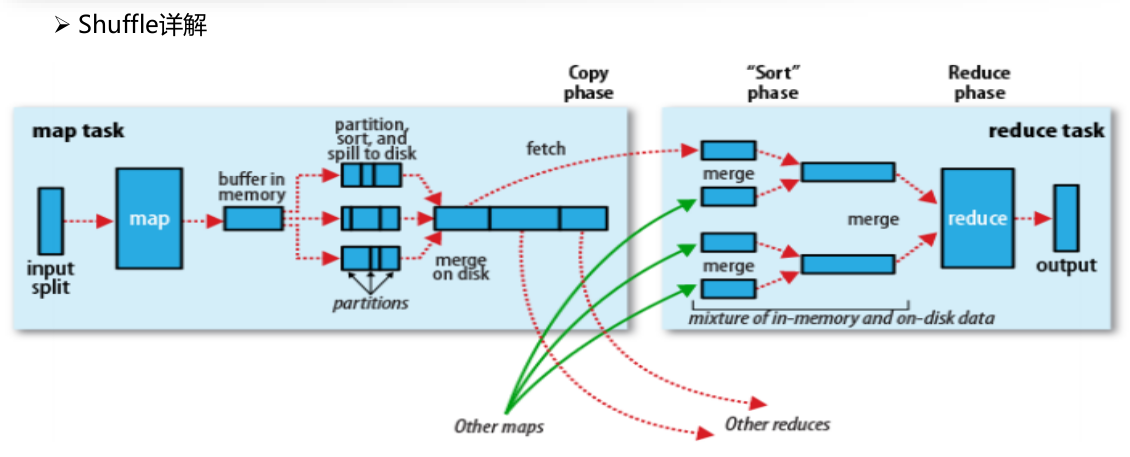 ➢ Shuffle详解
Copy
phase
“Sort”
phase
Reduce
phase
map task
partition,
sort, and
spill to disk
fetch
buffer in
memory
map
merge
on disk
input
split
partitions
reduce task
merge
merge
merge
reduce
output
mixture of in-memory and on-disk data
Other maps
Other reduces